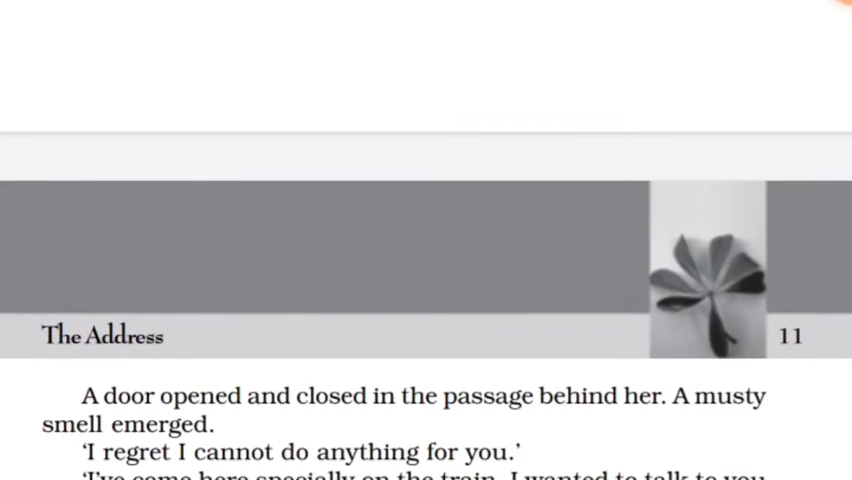 The Address
11
A door opened and closed in the passage behind her. A musty
smell emerged.
‘I regret I cannot do anything for you.’
‘I've come here specially on the train. I wanted to talk to you